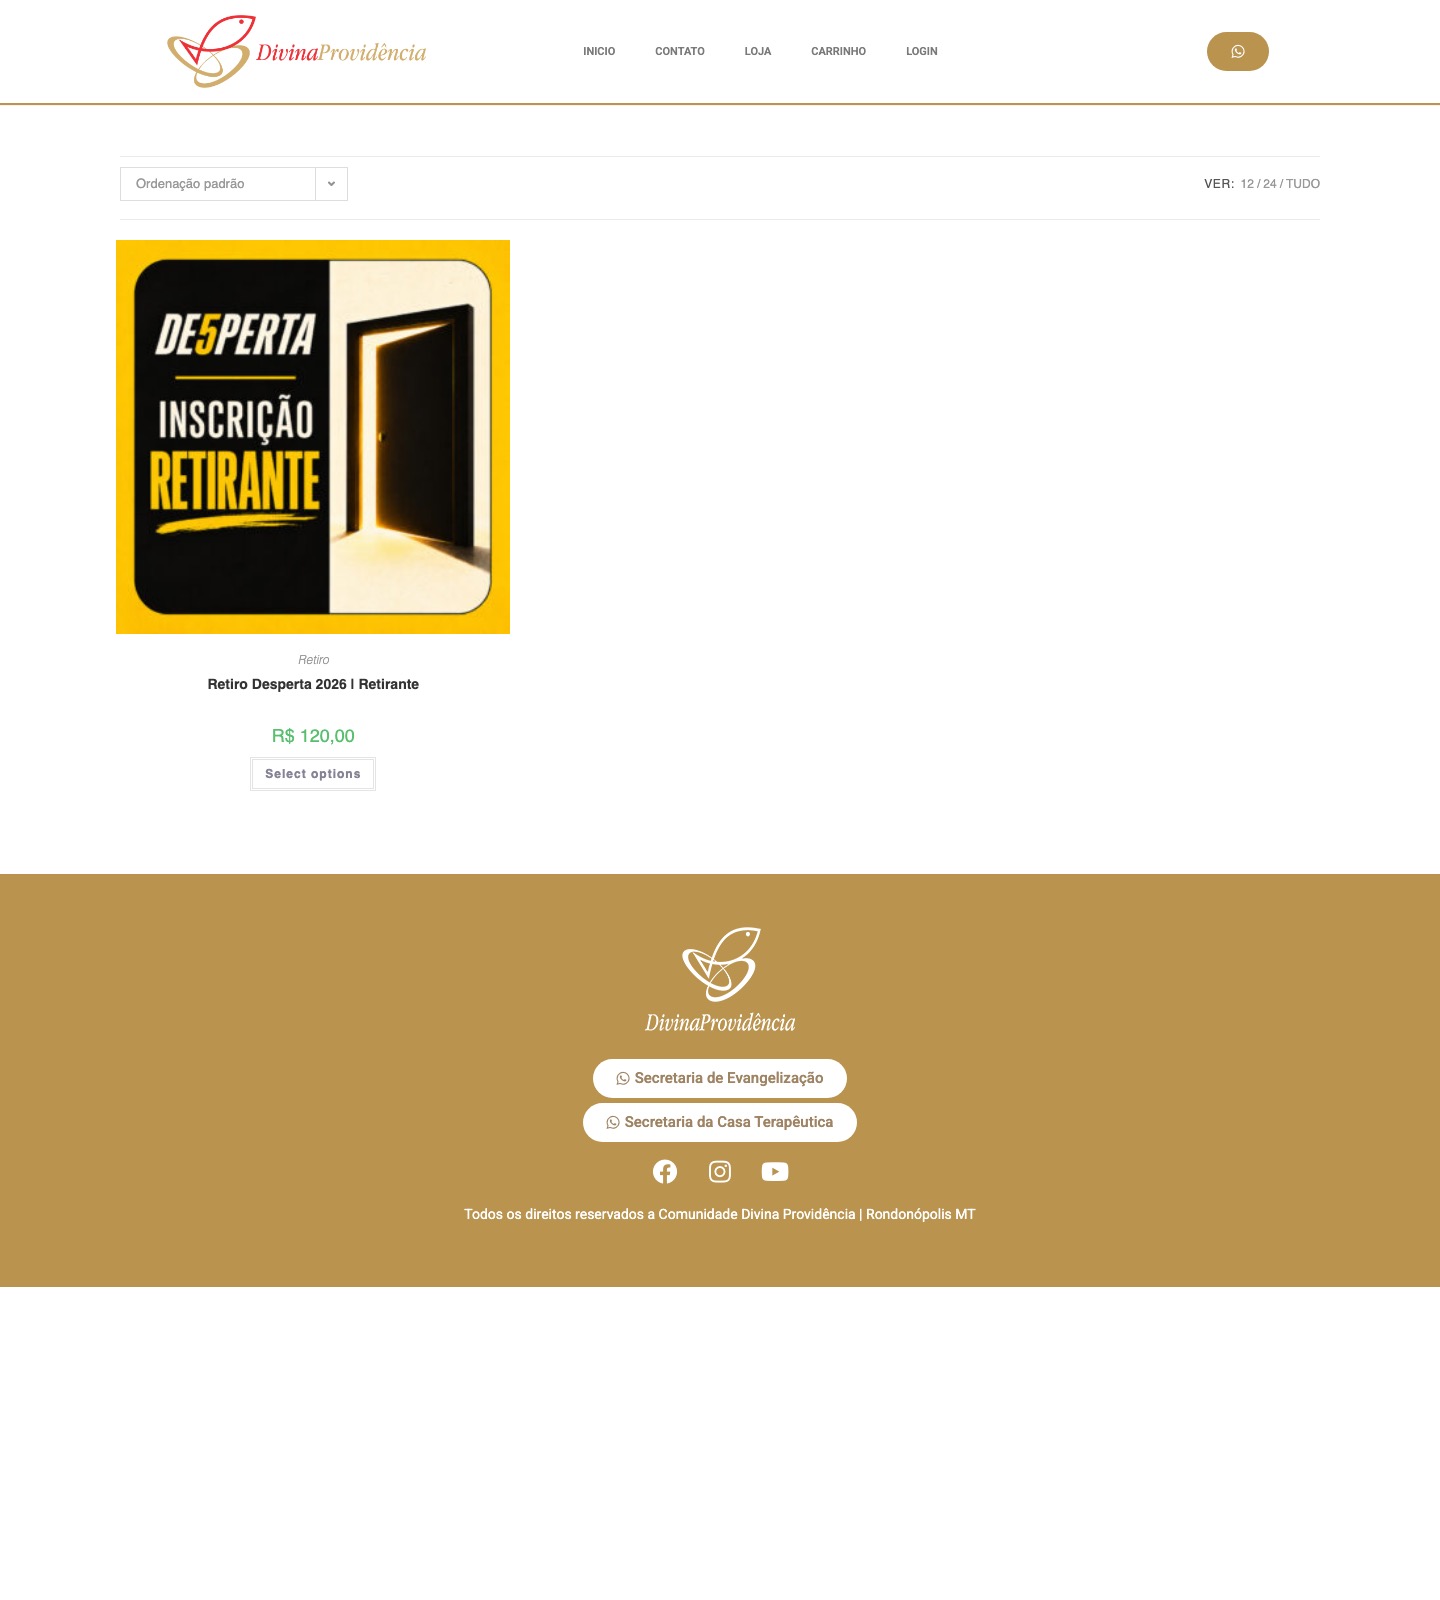 DivinaProvidência
INICIO CONTATO LOJA CARRINHO LOGIN
Ordenação padrão
VER: 12 / 24 / TUDO
DE5PERTA
INSCRIÇÃO
RETIRANTE
Retiro
Retiro Desperta 2026 | Retirante
R$ 120,00
Select options
DivinaProvidência
Secretaria de Evangelização
Secretaria da Casa Terapêutica
Todos os direitos reservados a Comunidade Divina Providência | Rondonópolis MT